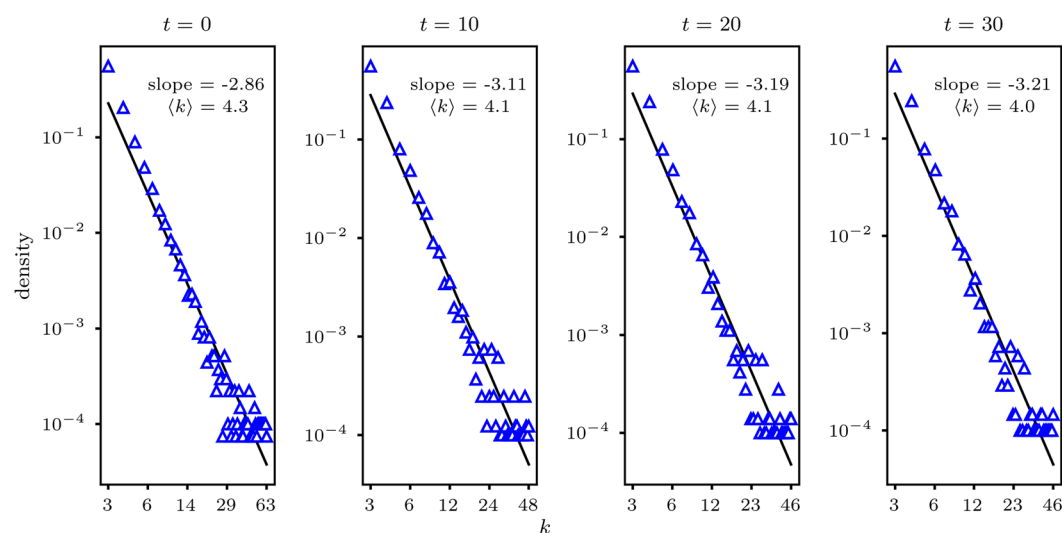 t = 0
t = 10
t = 20
t = 30
slope = -2.86
⟨k⟩ = 4.3
slope = -3.11
⟨k⟩ = 4.1
slope = -3.19
⟨k⟩ = 4.1
slope = -3.21
⟨k⟩ = 4.0
density
10⁻¹
10⁻²
10⁻³
10⁻⁴
10⁻¹
10⁻²
10⁻³
10⁻⁴
10⁻¹
10⁻²
10⁻³
10⁻⁴
10⁻¹
10⁻²
10⁻³
10⁻⁴
3 6 14 29 63
3 6 12 24 48
3 6 12 23 46
3 6 12 23 46
k